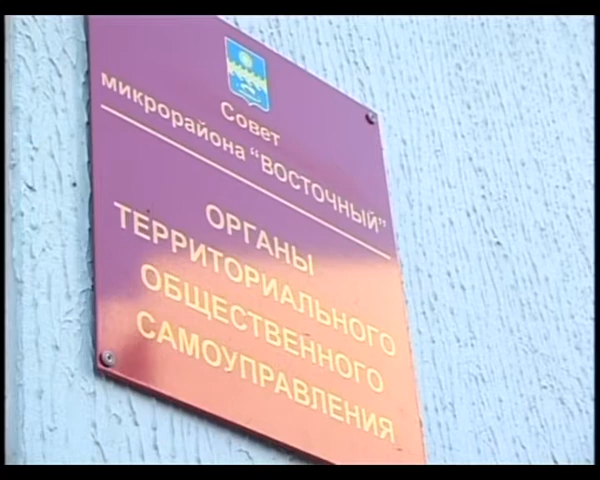 Совет
микрорайона "ВОСТОЧНЫЙ"
ОРГАНЫ
ТЕРРИТОРИАЛЬНОГО
ОБЩЕСТВЕННОГО
САМОУПРАВЛЕНИЯ